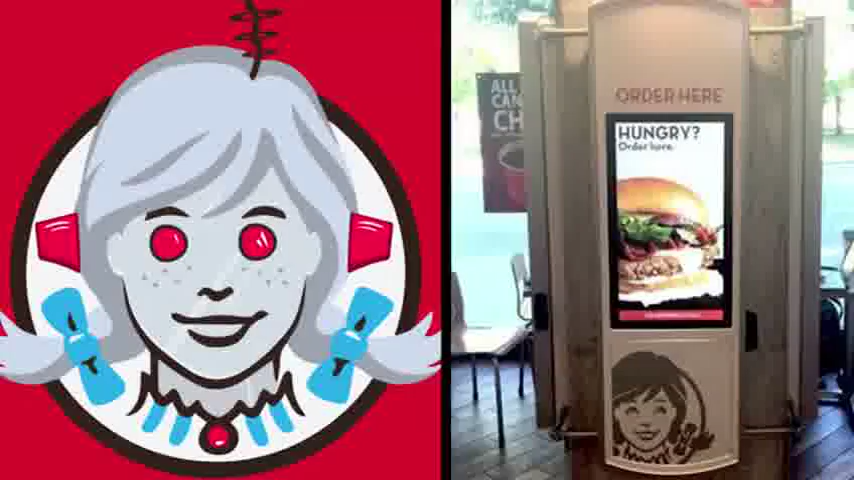 ALL
CAN
CH
ORDER HERE
HUNGRY?
Order here.